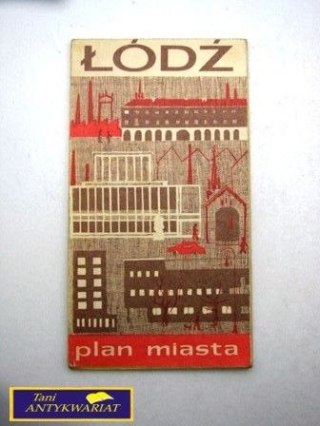 ŁÓDŹ
plan miasta
Tani
ANTYKWARIAT